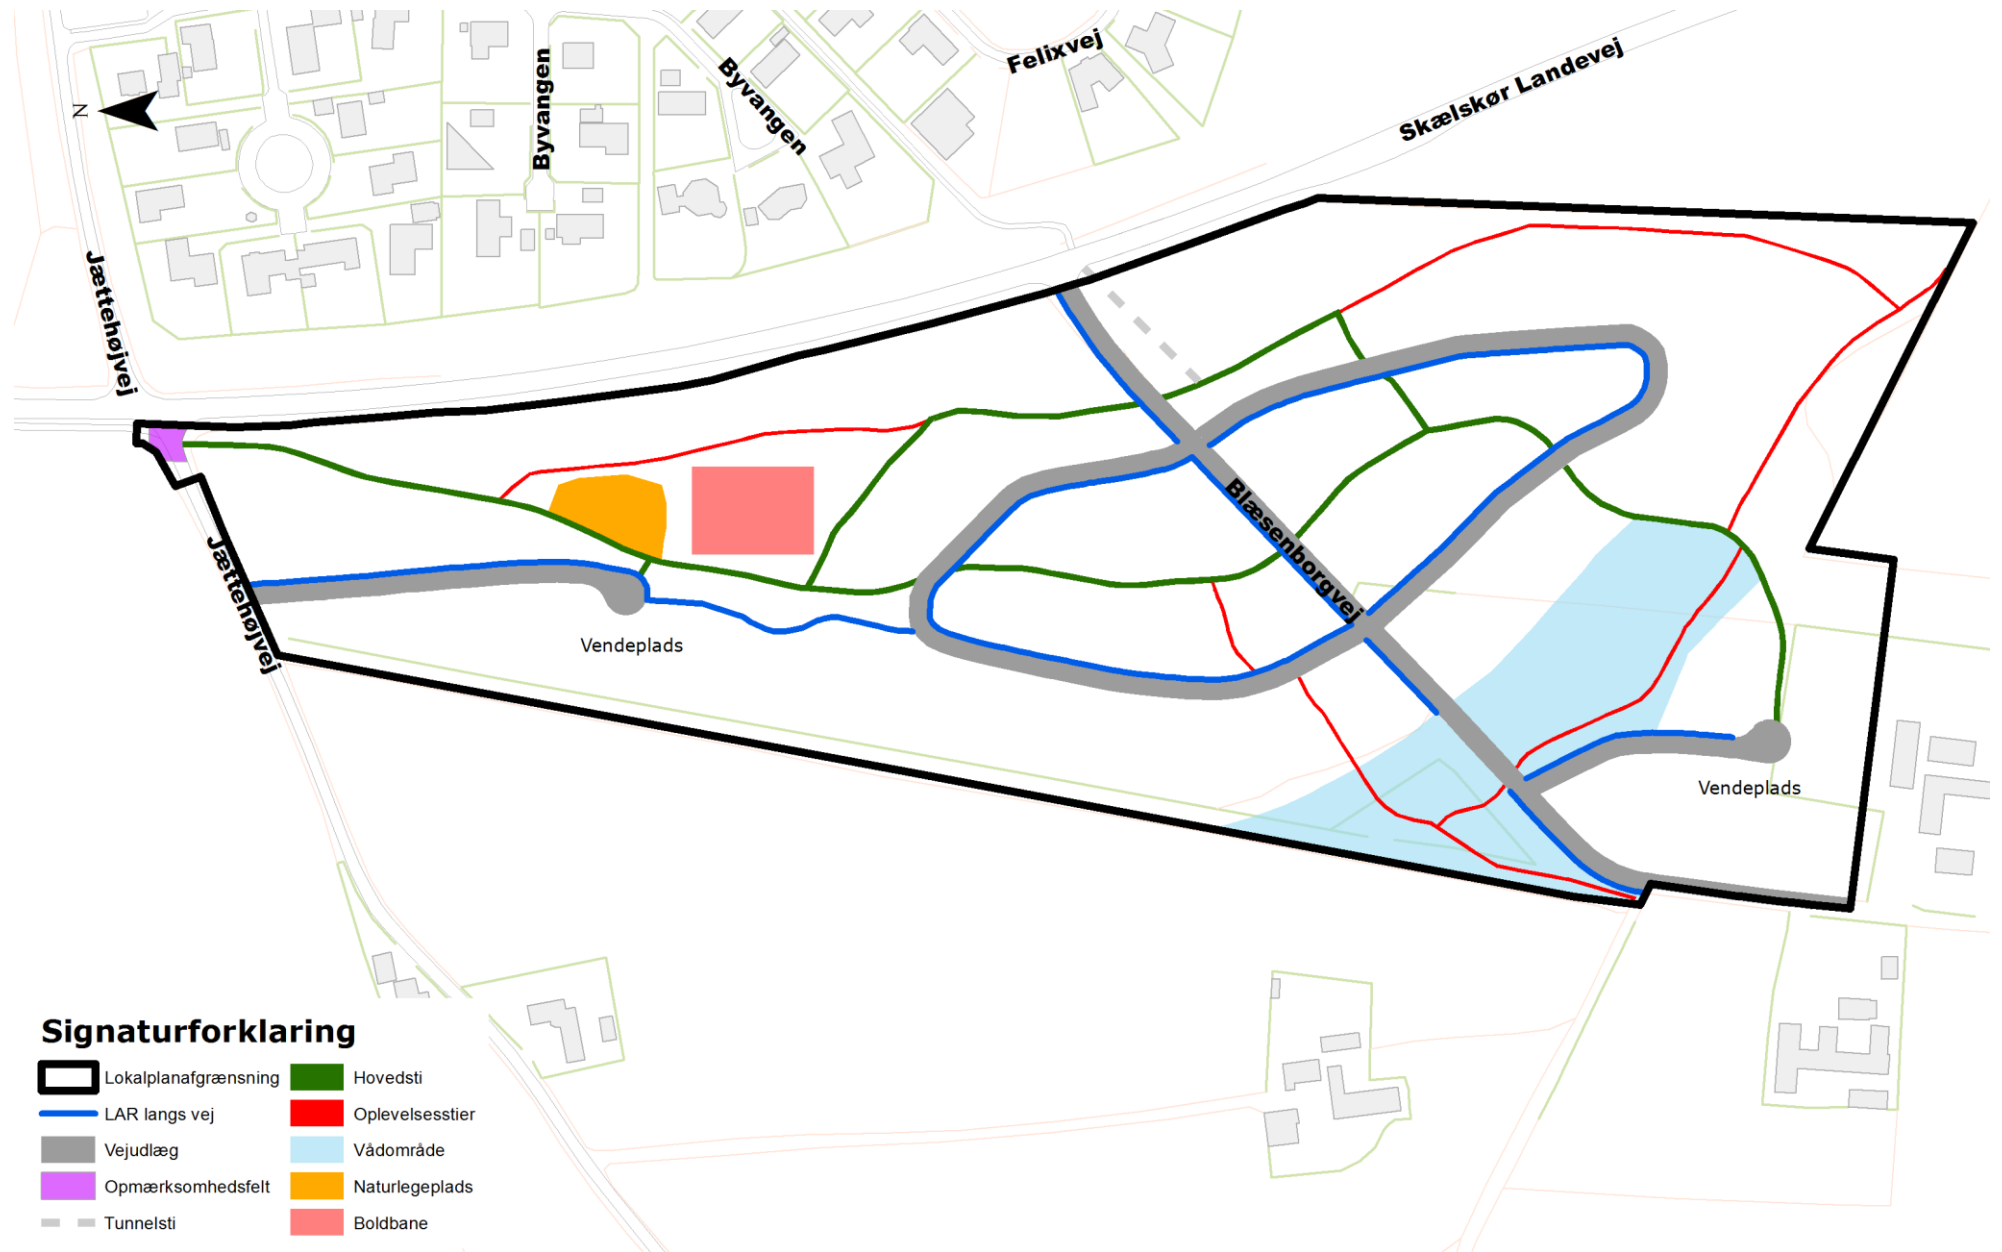 Felixvej
Skælskør Landevej
Byvangen
Byvangen
N
Jættehøjvej
Blæsenborgvej
Jættehøjvej
Vendeplads
Vendeplads
Signaturforklaring
Lokalplanafgrænsning
Hovedsti
LAR langs vej
Oplevelsesstier
Vejudlæg
Vådområde
Opmærksomhedsfelt
Naturlegeplads
Tunnelsti
Boldbane